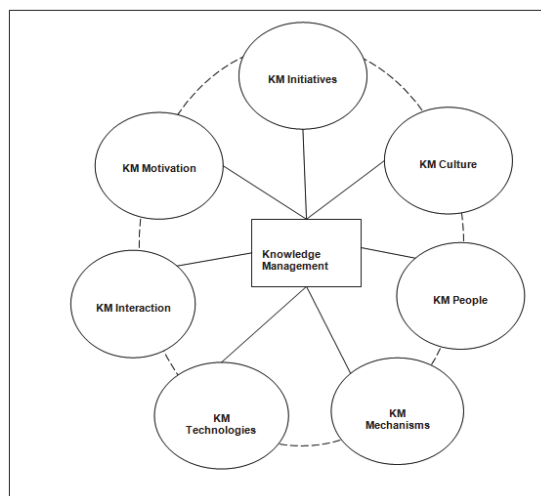 KM Initiatives
KM Motivation
KM Culture
Knowledge
Management
KM Interaction
KM People
KM
Technologies
KM
Mechanisms